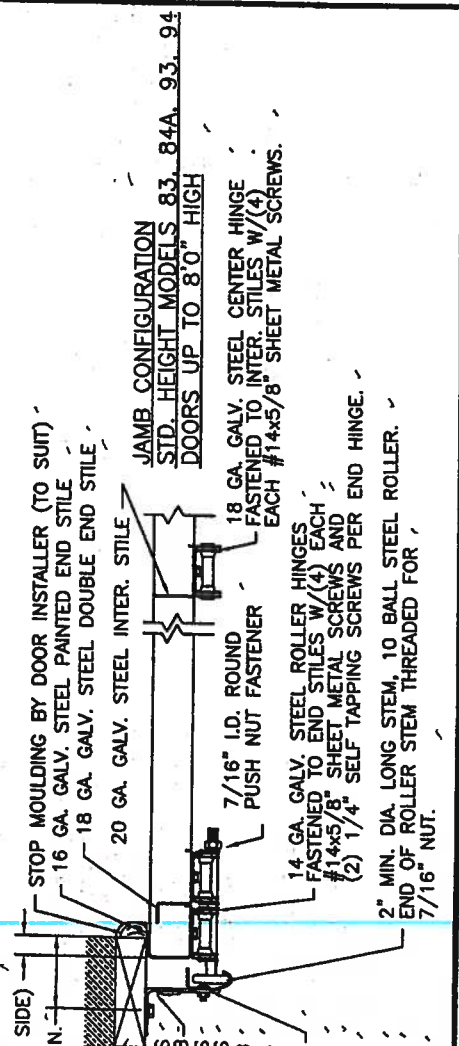 SIDE)
N.
STOP MOULDING BY DOOR INSTALLER (TO SUIT)
16 GA. GALV. STEEL PAINTED END STILE
18 GA. GALV. STEEL DOUBLE END STILE
20 GA. GALV. STEEL INTER. STILE
JAMB CONFIGURATION
STD. HEIGHT MODELS 83, 84A, 93, 94
DOORS UP TO 8'0" HIGH
18 GA. GALV. STEEL CENTER HINGE
FASTENED TO INTER. STILES W/(4)
EACH #14x5/8" SHEET METAL SCREWS.
7/16" I.D. ROUND
PUSH NUT FASTENER
14 GA. GALV. STEEL ROLLER HINGES
FASTENED TO END STILES W/(4) EACH
#14x5/8" SHEET METAL SCREWS AND
(2) 1/4" SELF TAPPING SCREWS PER END HINGE.
2" MIN. DIA. LONG STEM, 10 BALL STEEL ROLLER.
END OF ROLLER STEM THREADED FOR
7/16" NUT.